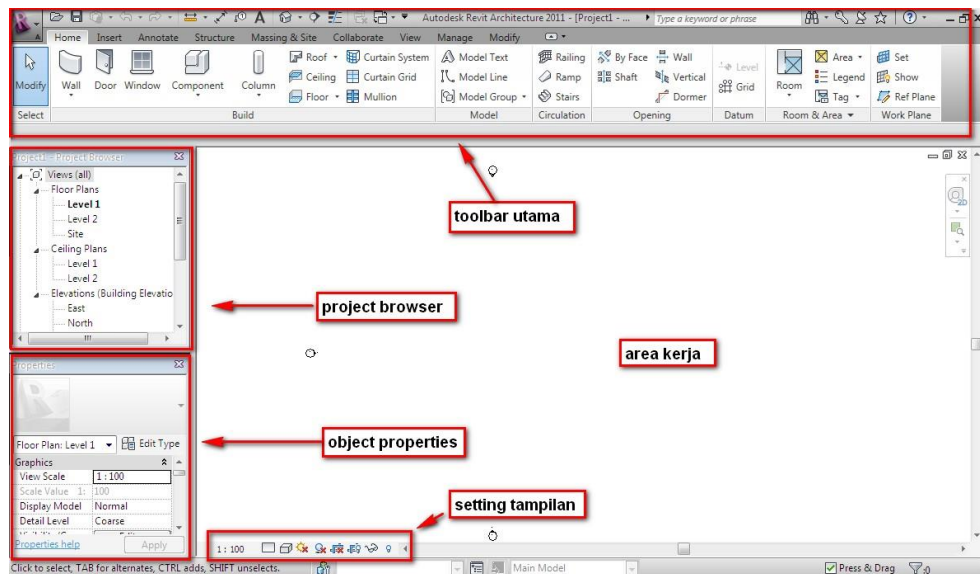 Autodesk Revit Architecture 2011 - [Project1 - ... Type a keyword or phrase
Home Insert Annotate Structure Massing & Site Collaborate View Manage Modify
Modify Wall Door Window Component Column Roof Curtain System Model Text Railing By Face Wall Level Room Area Set
Ceiling Curtain Grid Model Line Ramp Shaft Vertical Grid Legend Show
Floor Mullion Model Group Stairs Dormer Tag Ref Plane
Select Build Model Circulation Opening Datum Room & Area Work Plane
toolbar utama
Project1 - Project Browser
Views (all)
Floor Plans
Level 1
Level 2
Site
Ceiling Plans
Level 1
Level 2
Elevations (Building Elevatio
East
North
project browser
area kerja
Properties
Floor Plan: Level 1 Edit Type
Graphics
View Scale 1 : 100
Scale Value 1: 100
Display Model Normal
Detail Level Coarse
Properties help Apply
object properties
setting tampilan
1 : 100
Click to select, TAB for alternates, CTRL adds, SHIFT unselects. Main Model Press & Drag :0